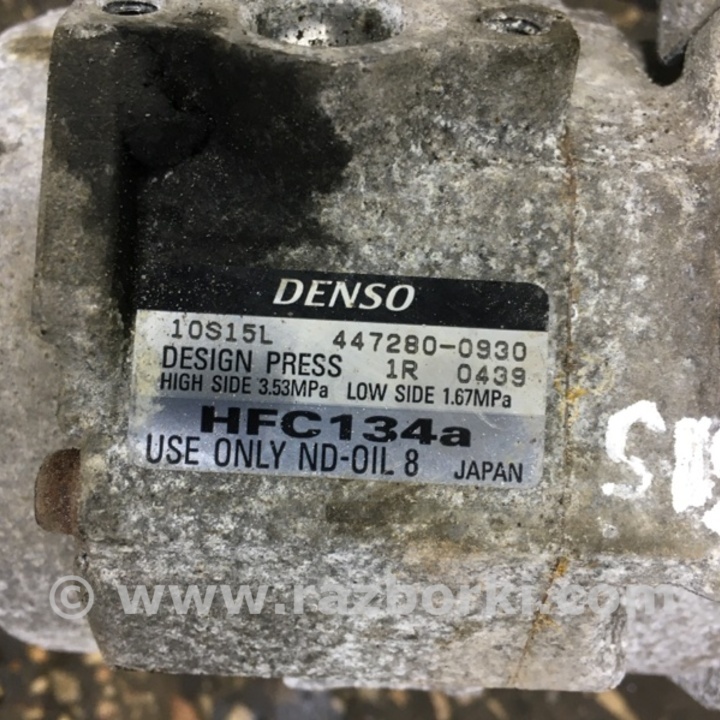 DENSO
10S15L 447280-0930
DESIGN PRESS 1R 0439
HIGH SIDE 3.53MPa LOW SIDE 1.67MPa
HFC134a
USE ONLY ND-OIL 8 JAPAN
© www.razborki.com